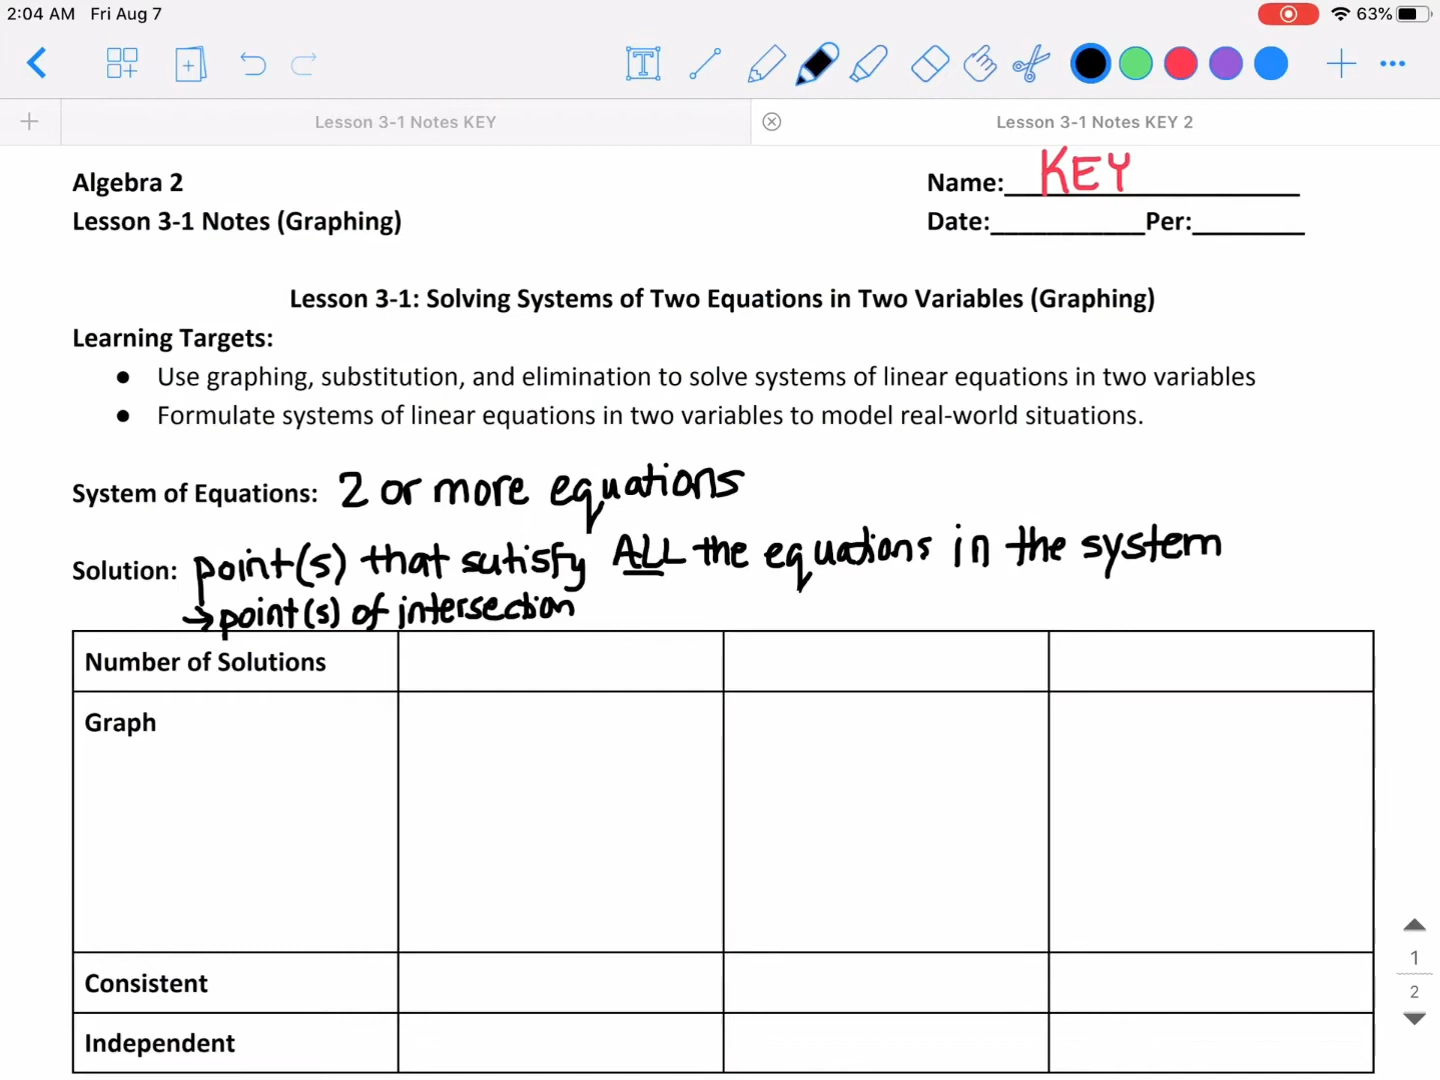 2:04 AM Fri Aug 7 63%
Lesson 3-1 Notes KEY
Lesson 3-1 Notes KEY 2
Algebra 2
Name: KEY
Lesson 3-1 Notes (Graphing)
Date: Per:
Lesson 3-1: Solving Systems of Two Equations in Two Variables (Graphing)
Learning Targets:
● Use graphing, substitution, and elimination to solve systems of linear equations in two variables
● Formulate systems of linear equations in two variables to model real-world situations.
System of Equations: 2 or more equations
Solution: point(s) that satisfy ALL the equations in the system
→ point(s) of intersection
Number of Solutions
Graph
Consistent
Independent
1
2